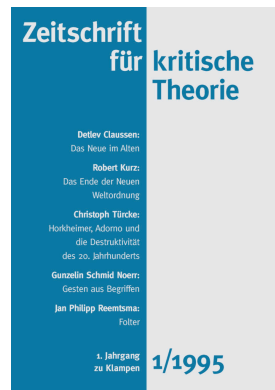 Zeitschrift
für kritische
Theorie
Detlev Claussen:
Das Neue im Alten
Robert Kurz:
Das Ende der Neuen
Weltordnung
Christoph Türcke:
Horkheimer, Adorno und
die Destruktivität
des 20. Jahrhunderts
Gunzelin Schmid Noerr:
Gesten aus Begriffen
Jan Philipp Reemtsma:
Folter
1. Jahrgang
zu Klampen
1/1995